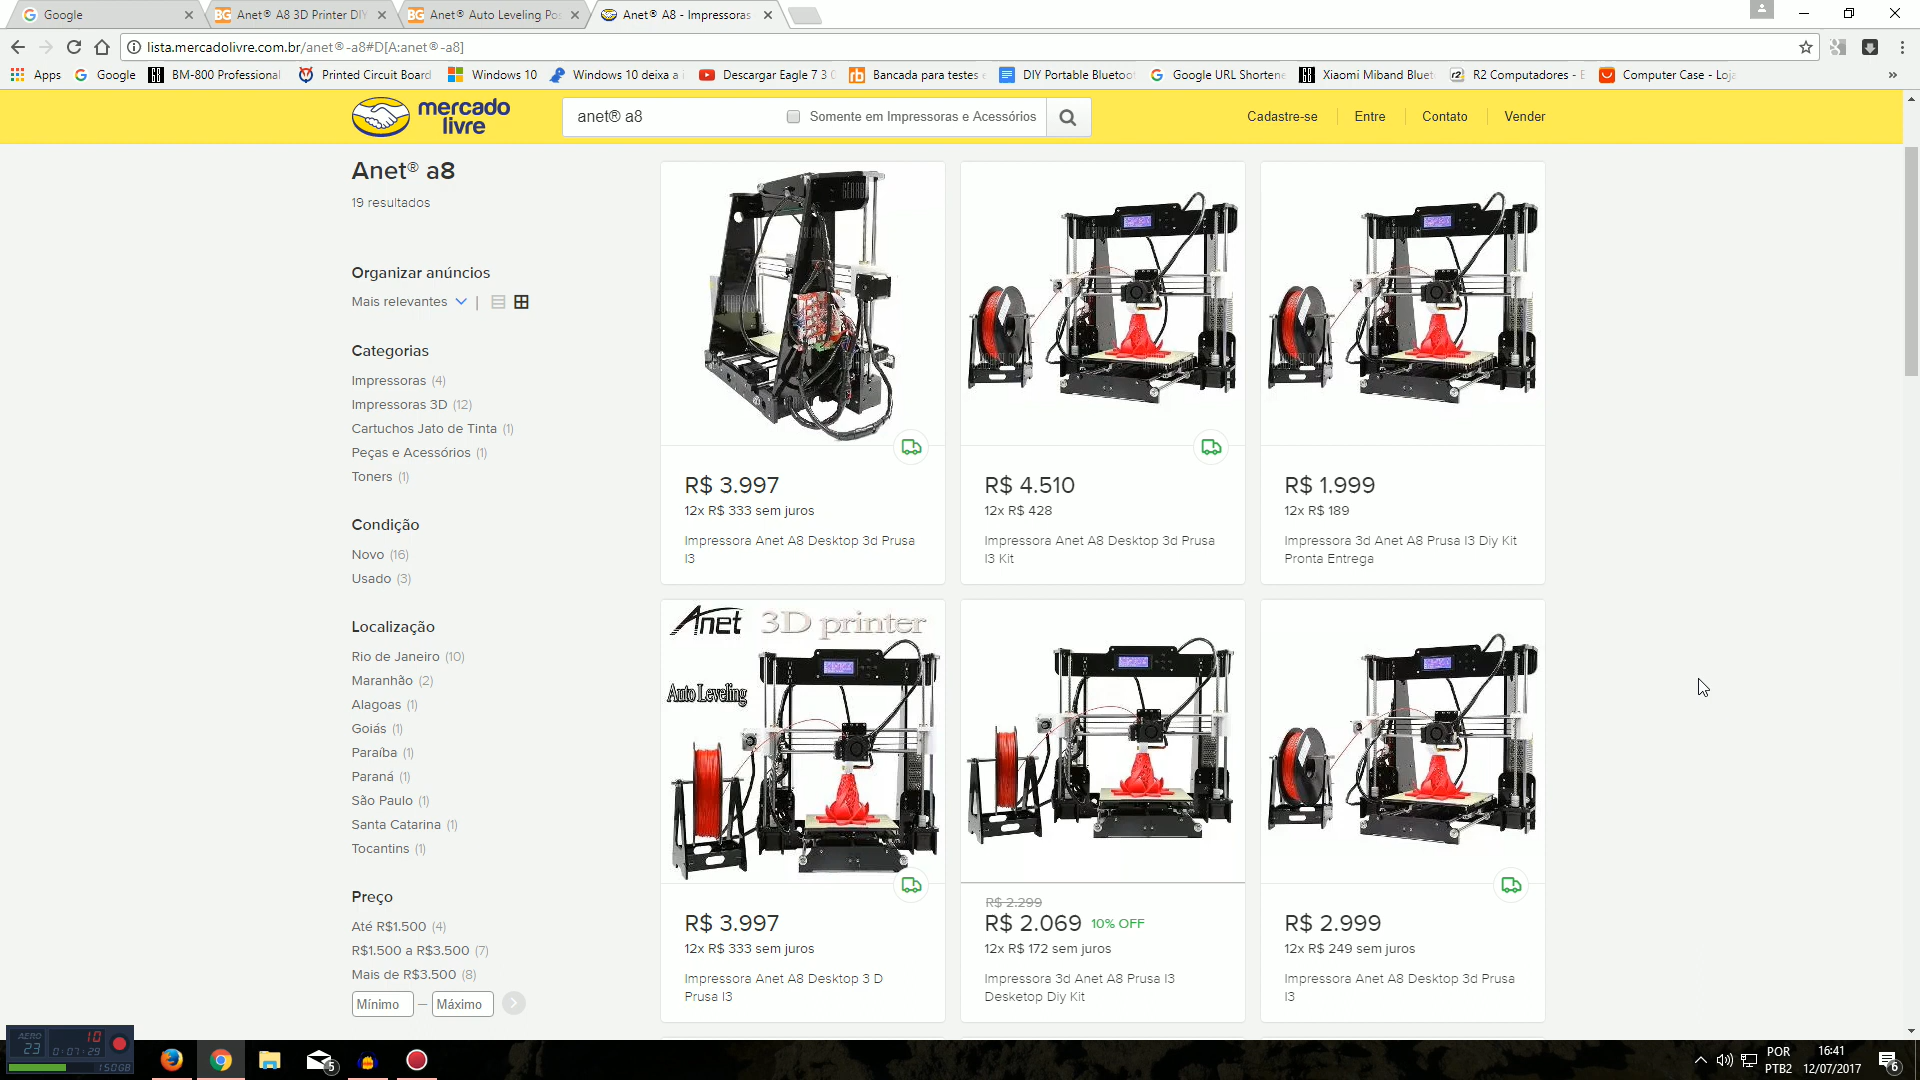 Google
Anet® A8 3D Printer DIY
Anet® Auto Leveling Pos
Anet® A8 - Impressoras
lista.mercadolivre.com.br/anet®-a8#D[A:anet®-a8]
Apps
Google
BM-800 Professional
Printed Circuit Board
Windows 10
Windows 10 deixa a
Descargar Eagle 7 3
Bancada para testes
DIY Portable Bluetoot
Google URL Shortene
Xiaomi Miband Bluet
R2 Computadores -
Computer Case - Loja
»
mercado
livre
anet® a8
Somente em Impressoras e Acessórios
Cadastre-se
Entre
Contato
Vender
Anet® a8
19 resultados
Organizar anúncios
Mais relevantes
Categorias
Impressoras (4)
Impressoras 3D (12)
Cartuchos Jato de Tinta (1)
Peças e Acessórios (1)
Toners (1)
Condição
Novo (16)
Usado (3)
Localização
Rio de Janeiro (10)
Maranhão (2)
Alagoas (1)
Goiás (1)
Paraíba (1)
Paraná (1)
São Paulo (1)
Santa Catarina (1)
Tocantins (1)
Preço
Até R$1.500 (4)
R$1.500 a R$3.500 (7)
Mais de R$3.500 (8)
Mínimo – Máximo
R$ 3.997
12x R$ 333 sem juros
Impressora Anet A8 Desktop 3d Prusa
I3
R$ 4.510
12x R$ 428
Impressora Anet A8 Desktop 3d Prusa
I3 Kit
R$ 1.999
12x R$ 189
Impressora 3d Anet A8 Prusa I3 Diy Kit
Pronta Entrega
Anet 3D printer
Auto Leveling
R$ 3.997
12x R$ 333 sem juros
Impressora Anet A8 Desktop 3 D
Prusa I3
R$ 2.299
R$ 2.069 10% OFF
12x R$ 172 sem juros
Impressora 3d Anet A8 Prusa I3
Desketop Diy Kit
R$ 2.999
12x R$ 249 sem juros
Impressora Anet A8 Desktop 3d Prusa
I3
AERO
23
10
0:07:29
150GB
5
POR
PTB2
16:41
12/07/2017
6